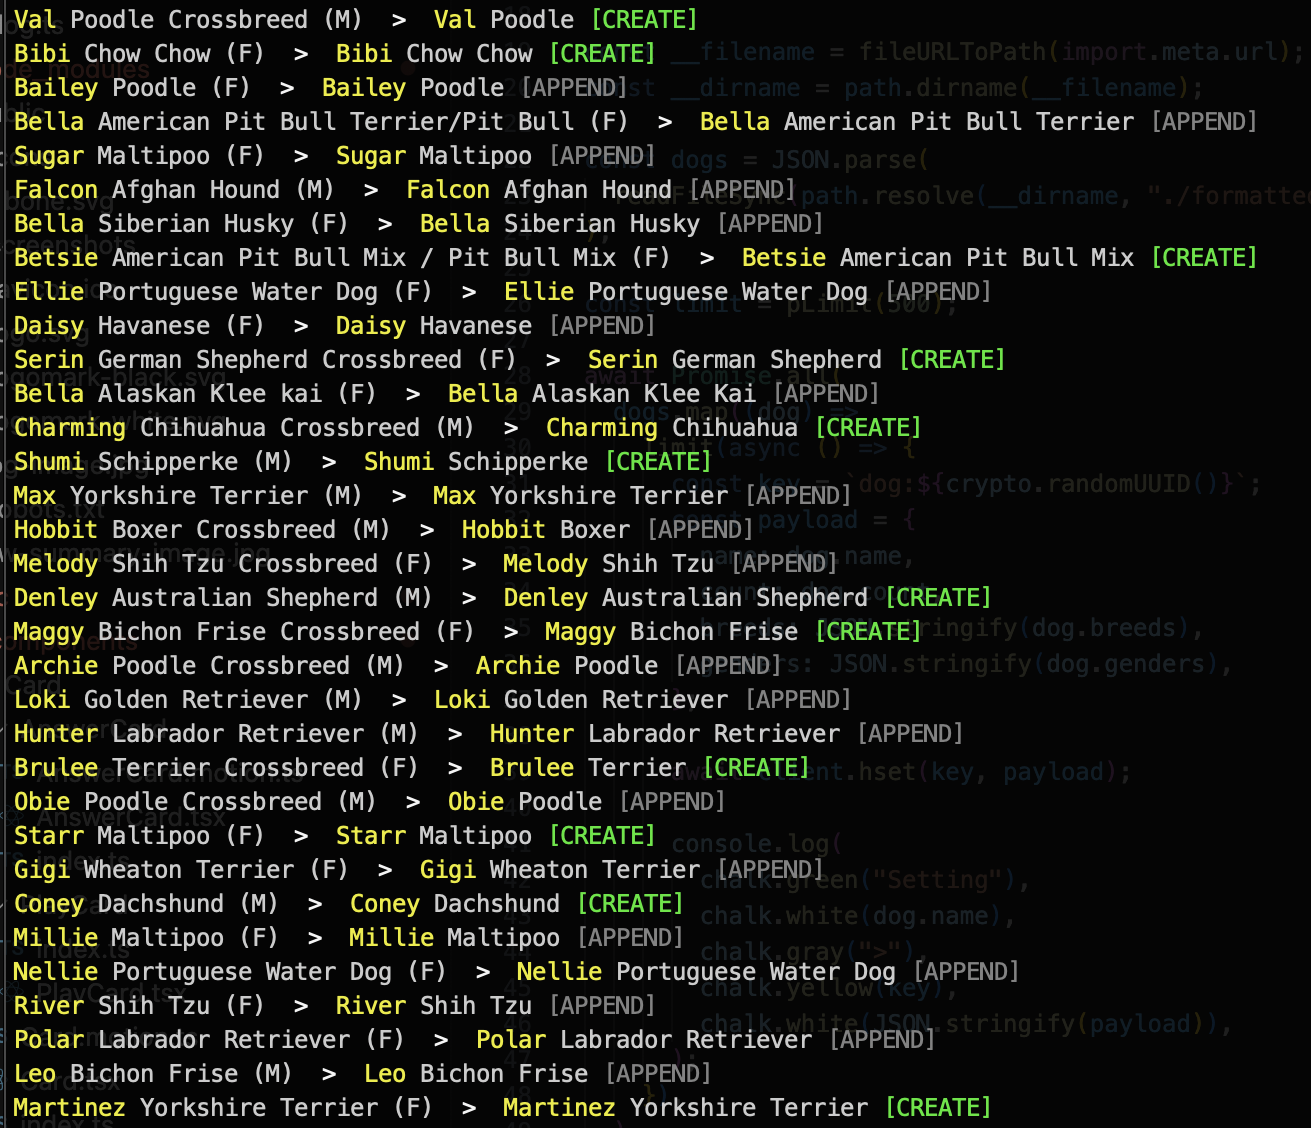 Val Poodle Crossbreed (M) > Val Poodle [CREATE]
Bibi Chow Chow (F) > Bibi Chow Chow [CREATE]
Bailey Poodle (F) > Bailey Poodle [APPEND]
Bella American Pit Bull Terrier/Pit Bull (F) > Bella American Pit Bull Terrier [APPEND]
Sugar Maltipoo (F) > Sugar Maltipoo [APPEND]
Falcon Afghan Hound (M) > Falcon Afghan Hound [APPEND]
Bella Siberian Husky (F) > Bella Siberian Husky [APPEND]
Betsie American Pit Bull Mix / Pit Bull Mix (F) > Betsie American Pit Bull Mix [CREATE]
Ellie Portuguese Water Dog (F) > Ellie Portuguese Water Dog [APPEND]
Daisy Havanese (F) > Daisy Havanese [APPEND]
Serin German Shepherd Crossbreed (F) > Serin German Shepherd [CREATE]
Bella Alaskan Klee kai (F) > Bella Alaskan Klee Kai [APPEND]
Charming Chihuahua Crossbreed (M) > Charming Chihuahua [CREATE]
Shumi Schipperke (M) > Shumi Schipperke [CREATE]
Max Yorkshire Terrier (M) > Max Yorkshire Terrier [APPEND]
Hobbit Boxer Crossbreed (M) > Hobbit Boxer [APPEND]
Melody Shih Tzu Crossbreed (F) > Melody Shih Tzu [APPEND]
Denley Australian Shepherd (M) > Denley Australian Shepherd [CREATE]
Maggy Bichon Frise Crossbreed (F) > Maggy Bichon Frise [CREATE]
Archie Poodle Crossbreed (M) > Archie Poodle [APPEND]
Loki Golden Retriever (M) > Loki Golden Retriever [APPEND]
Hunter Labrador Retriever (M) > Hunter Labrador Retriever [APPEND]
Brulee Terrier Crossbreed (F) > Brulee Terrier [CREATE]
Obie Poodle Crossbreed (M) > Obie Poodle [APPEND]
Starr Maltipoo (F) > Starr Maltipoo [CREATE]
Gigi Wheaton Terrier (F) > Gigi Wheaton Terrier [APPEND]
Coney Dachshund (M) > Coney Dachshund [CREATE]
Millie Maltipoo (F) > Millie Maltipoo [APPEND]
Nellie Portuguese Water Dog (F) > Nellie Portuguese Water Dog [APPEND]
River Shih Tzu (F) > River Shih Tzu [APPEND]
Polar Labrador Retriever (F) > Polar Labrador Retriever [APPEND]
Leo Bichon Frise (M) > Leo Bichon Frise [APPEND]
Martinez Yorkshire Terrier (F) > Martinez Yorkshire Terrier [CREATE]